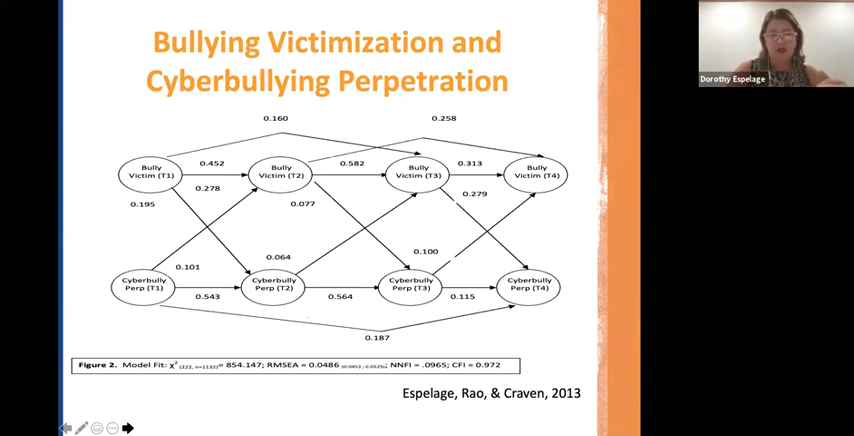 Bullying Victimization and
Cyberbullying Perpetration
Dorothy Espelage
0.160
0.258
Bully
Victim (T1)
0.452
Bully
Victim (T2)
0.582
Bully
Victim (T3)
0.313
Bully
Victim (T4)
0.278
0.279
0.195
0.077
0.064
0.100
0.101
Cyberbully
Perp (T1)
0.543
Cyberbully
Perp (T2)
0.564
Cyberbully
Perp (T3)
0.115
Cyberbully
Perp (T4)
0.187
Figure 2. Model Fit: χ² (222, n=1132)= 854.147; RMSEA = 0.0486 (0.0453 ; 0.0525); NNFI = .0965; CFI = 0.972
Espelage, Rao, & Craven, 2013